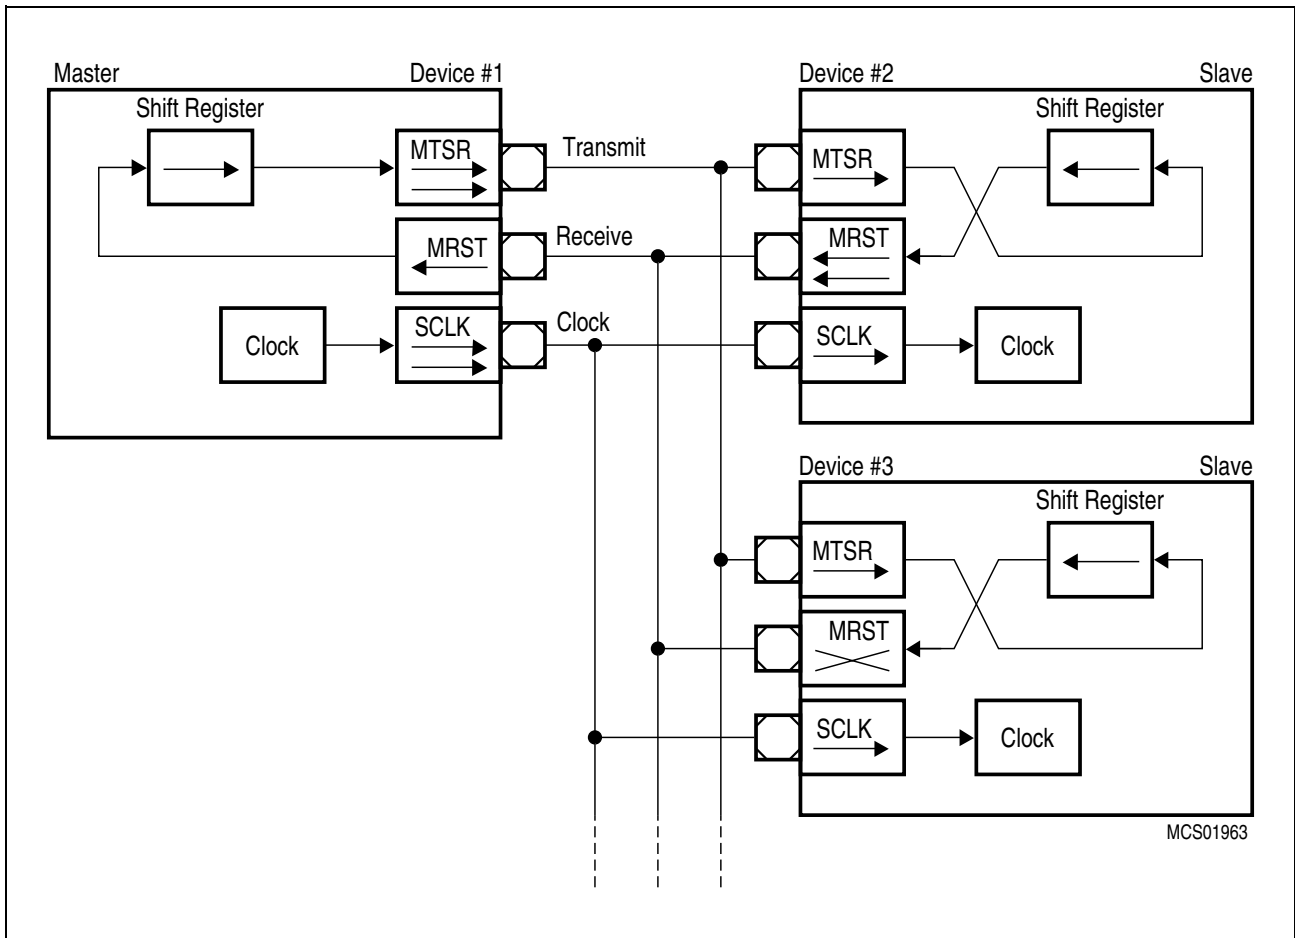 Master Device #1
Shift Register
MTSR
Transmit
MRST
Receive
Clock
SCLK
Clock
Device #2 Slave
Shift Register
MTSR
MRST
SCLK
Clock
Device #3 Slave
Shift Register
MTSR
MRST
SCLK
Clock
MCS01963